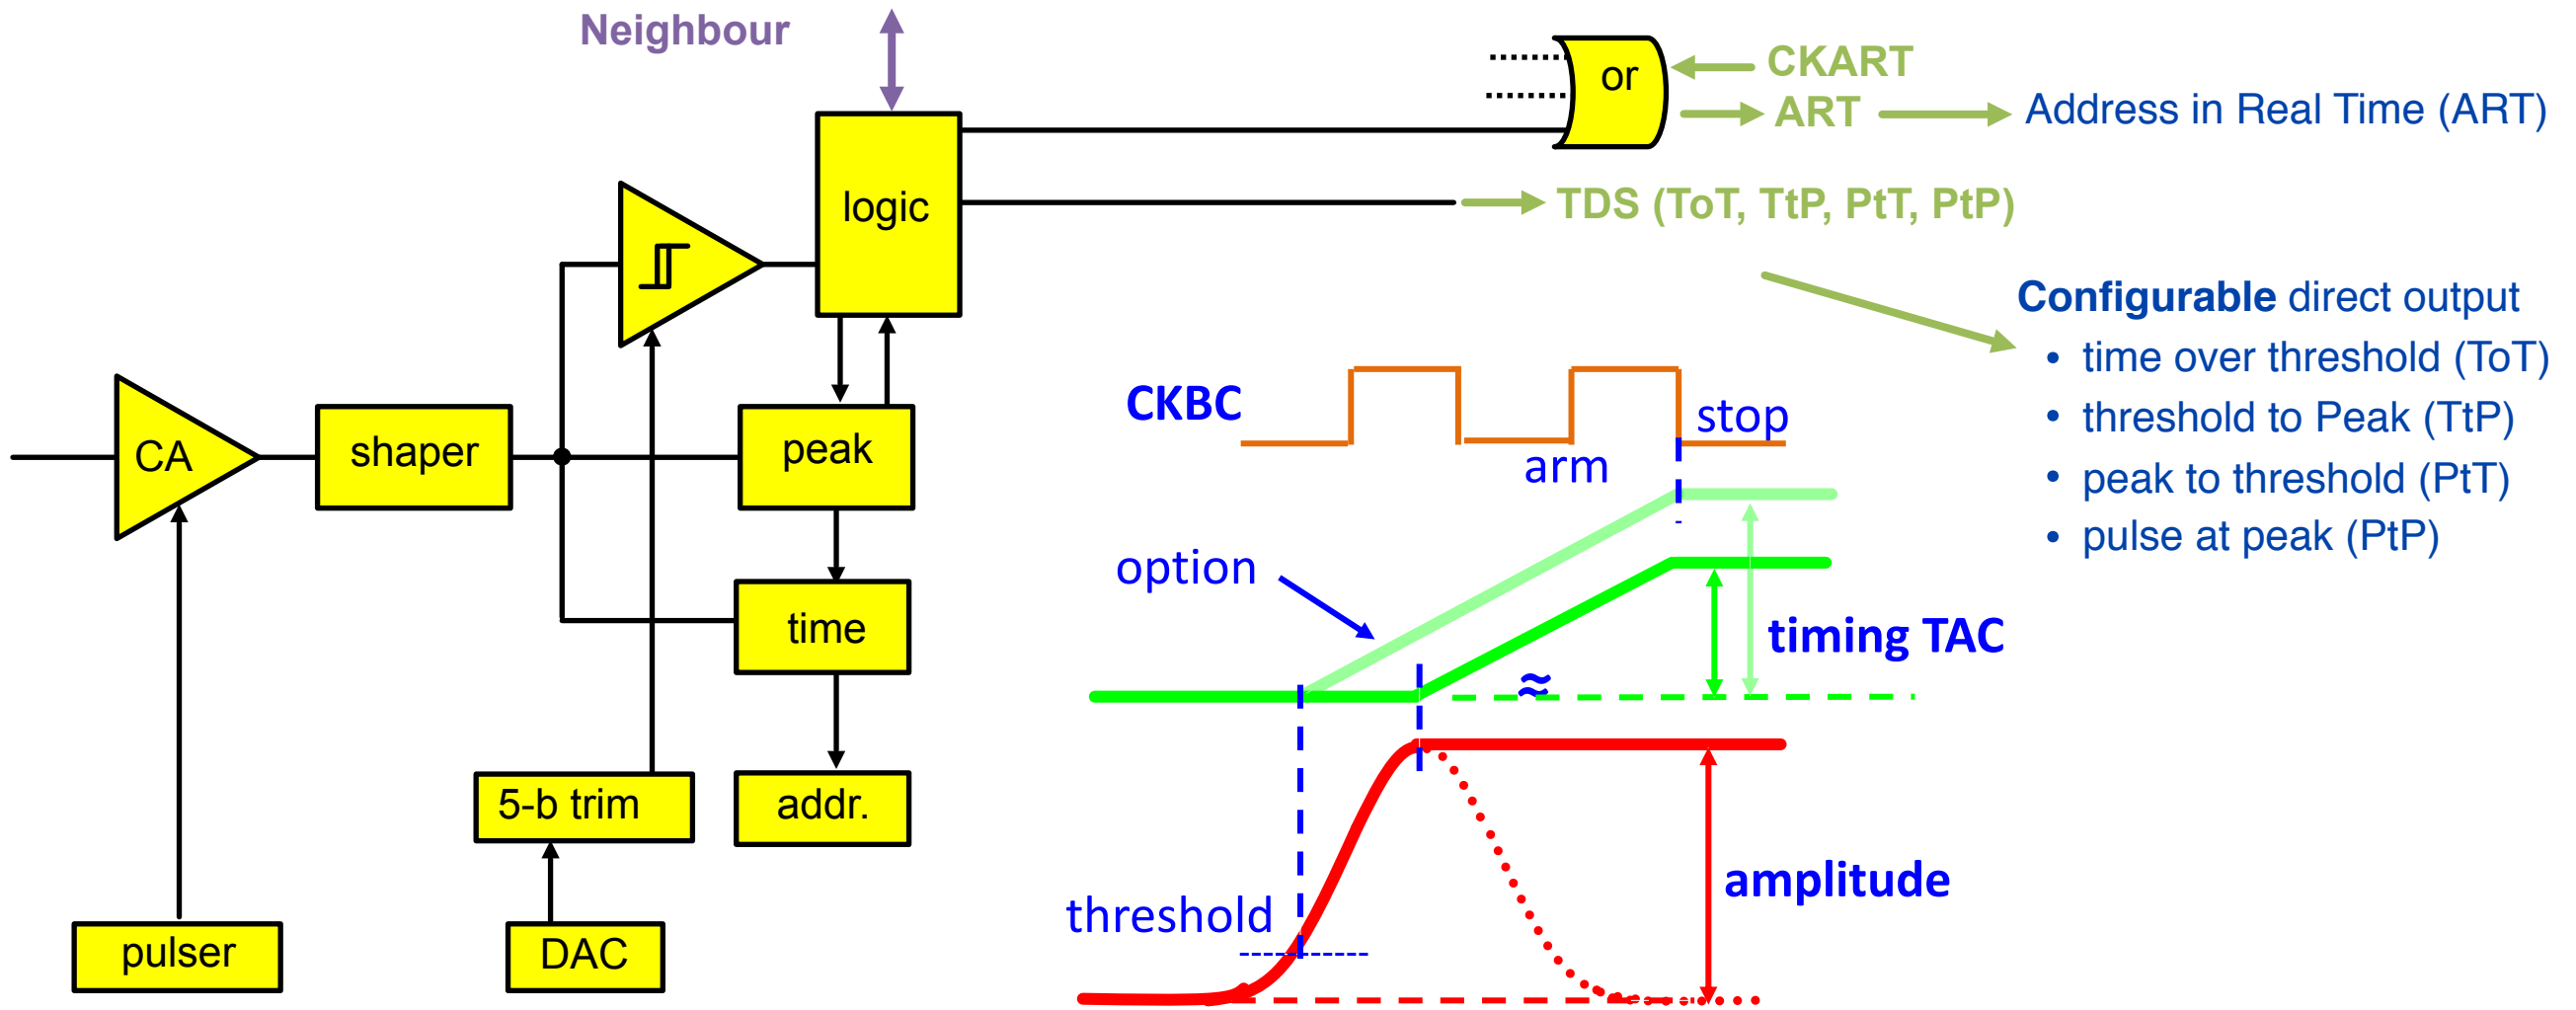 Neighbour
or
CKART
ART
Address in Real Time (ART)
logic
TDS (ToT, TtP, PtT, PtP)
Configurable direct output
• time over threshold (ToT)
• threshold to Peak (TtP)
• peak to threshold (PtT)
• pulse at peak (PtP)
CA
shaper
peak
time
5-b trim
addr.
pulser
DAC
CKBC
stop
arm
option
timing TAC
≈
amplitude
threshold